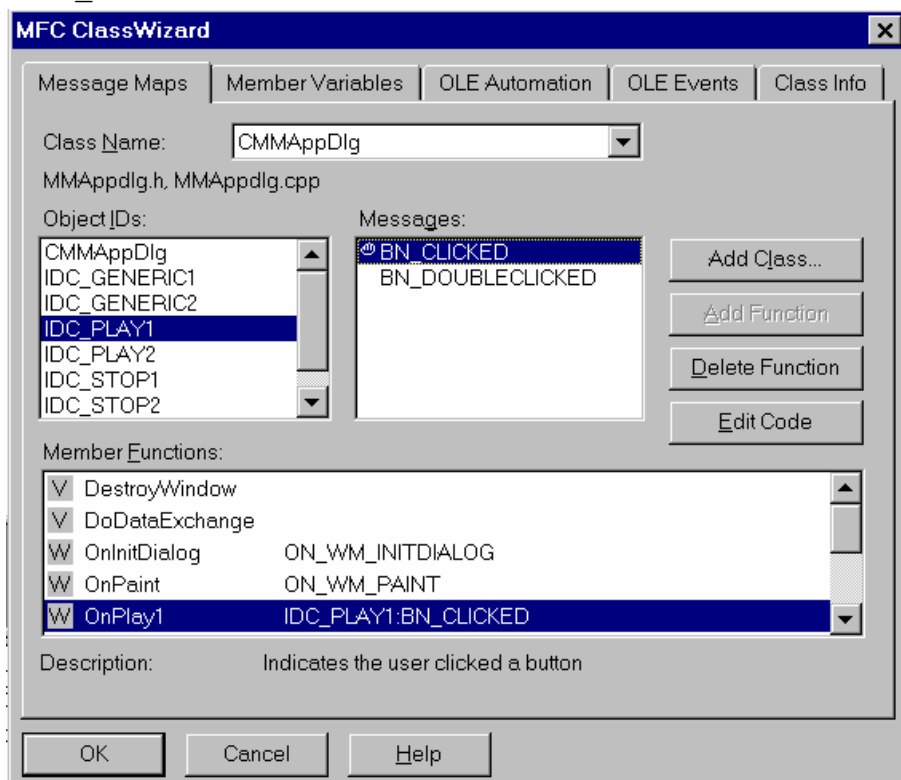 MFC ClassWizard
Message Maps Member Variables OLE Automation OLE Events Class Info
Class Name: CMMAppDlg
MMAppdlg.h, MMAppdlg.cpp
Object IDs:
CMMAppDlg
IDC_GENERIC1
IDC_GENERIC2
IDC_PLAY1
IDC_PLAY2
IDC_STOP1
IDC_STOP2
Messages:
BN_CLICKED
BN_DOUBLECLICKED
Add Class...
Add Function
Delete Function
Edit Code
Member Functions:
V DestroyWindow
V DoDataExchange
W OnInitDialog ON_WM_INITDIALOG
W OnPaint ON_WM_PAINT
W OnPlay1 IDC_PLAY1:BN_CLICKED
Description: Indicates the user clicked a button
OK Cancel Help